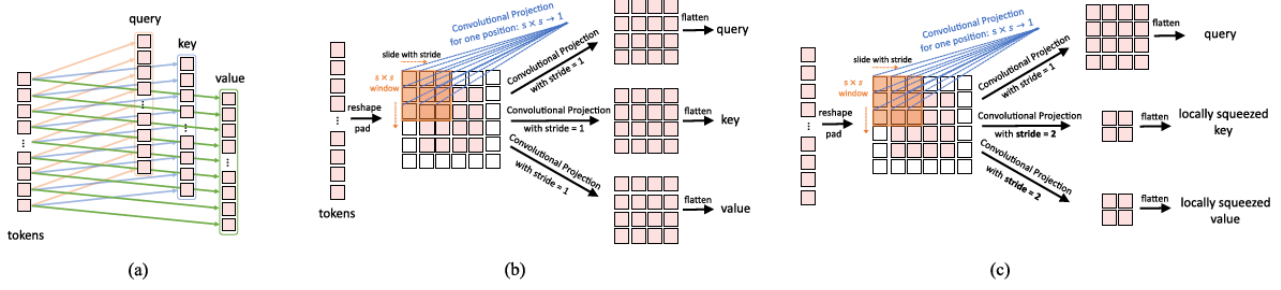 query
key
value
...
...
...
...
tokens
(a)
Convolutional Projection
for one position: s × s → 1
slide with stride
s × s
window
...
reshape
pad
tokens
Convolutional Projection
with stride = 1
flatten
query
Convolutional Projection
with stride = 1
flatten
key
Convolutional Projection
with stride = 1
flatten
value
(b)
Convolutional Projection
for one position: s × s → 1
slide with stride
s × s
window
...
reshape
pad
tokens
Convolutional Projection
with stride = 1
flatten
query
Convolutional Projection
with stride = 2
flatten
locally squeezed
key
Convolutional Projection
with stride = 2
flatten
locally squeezed
value
(c)